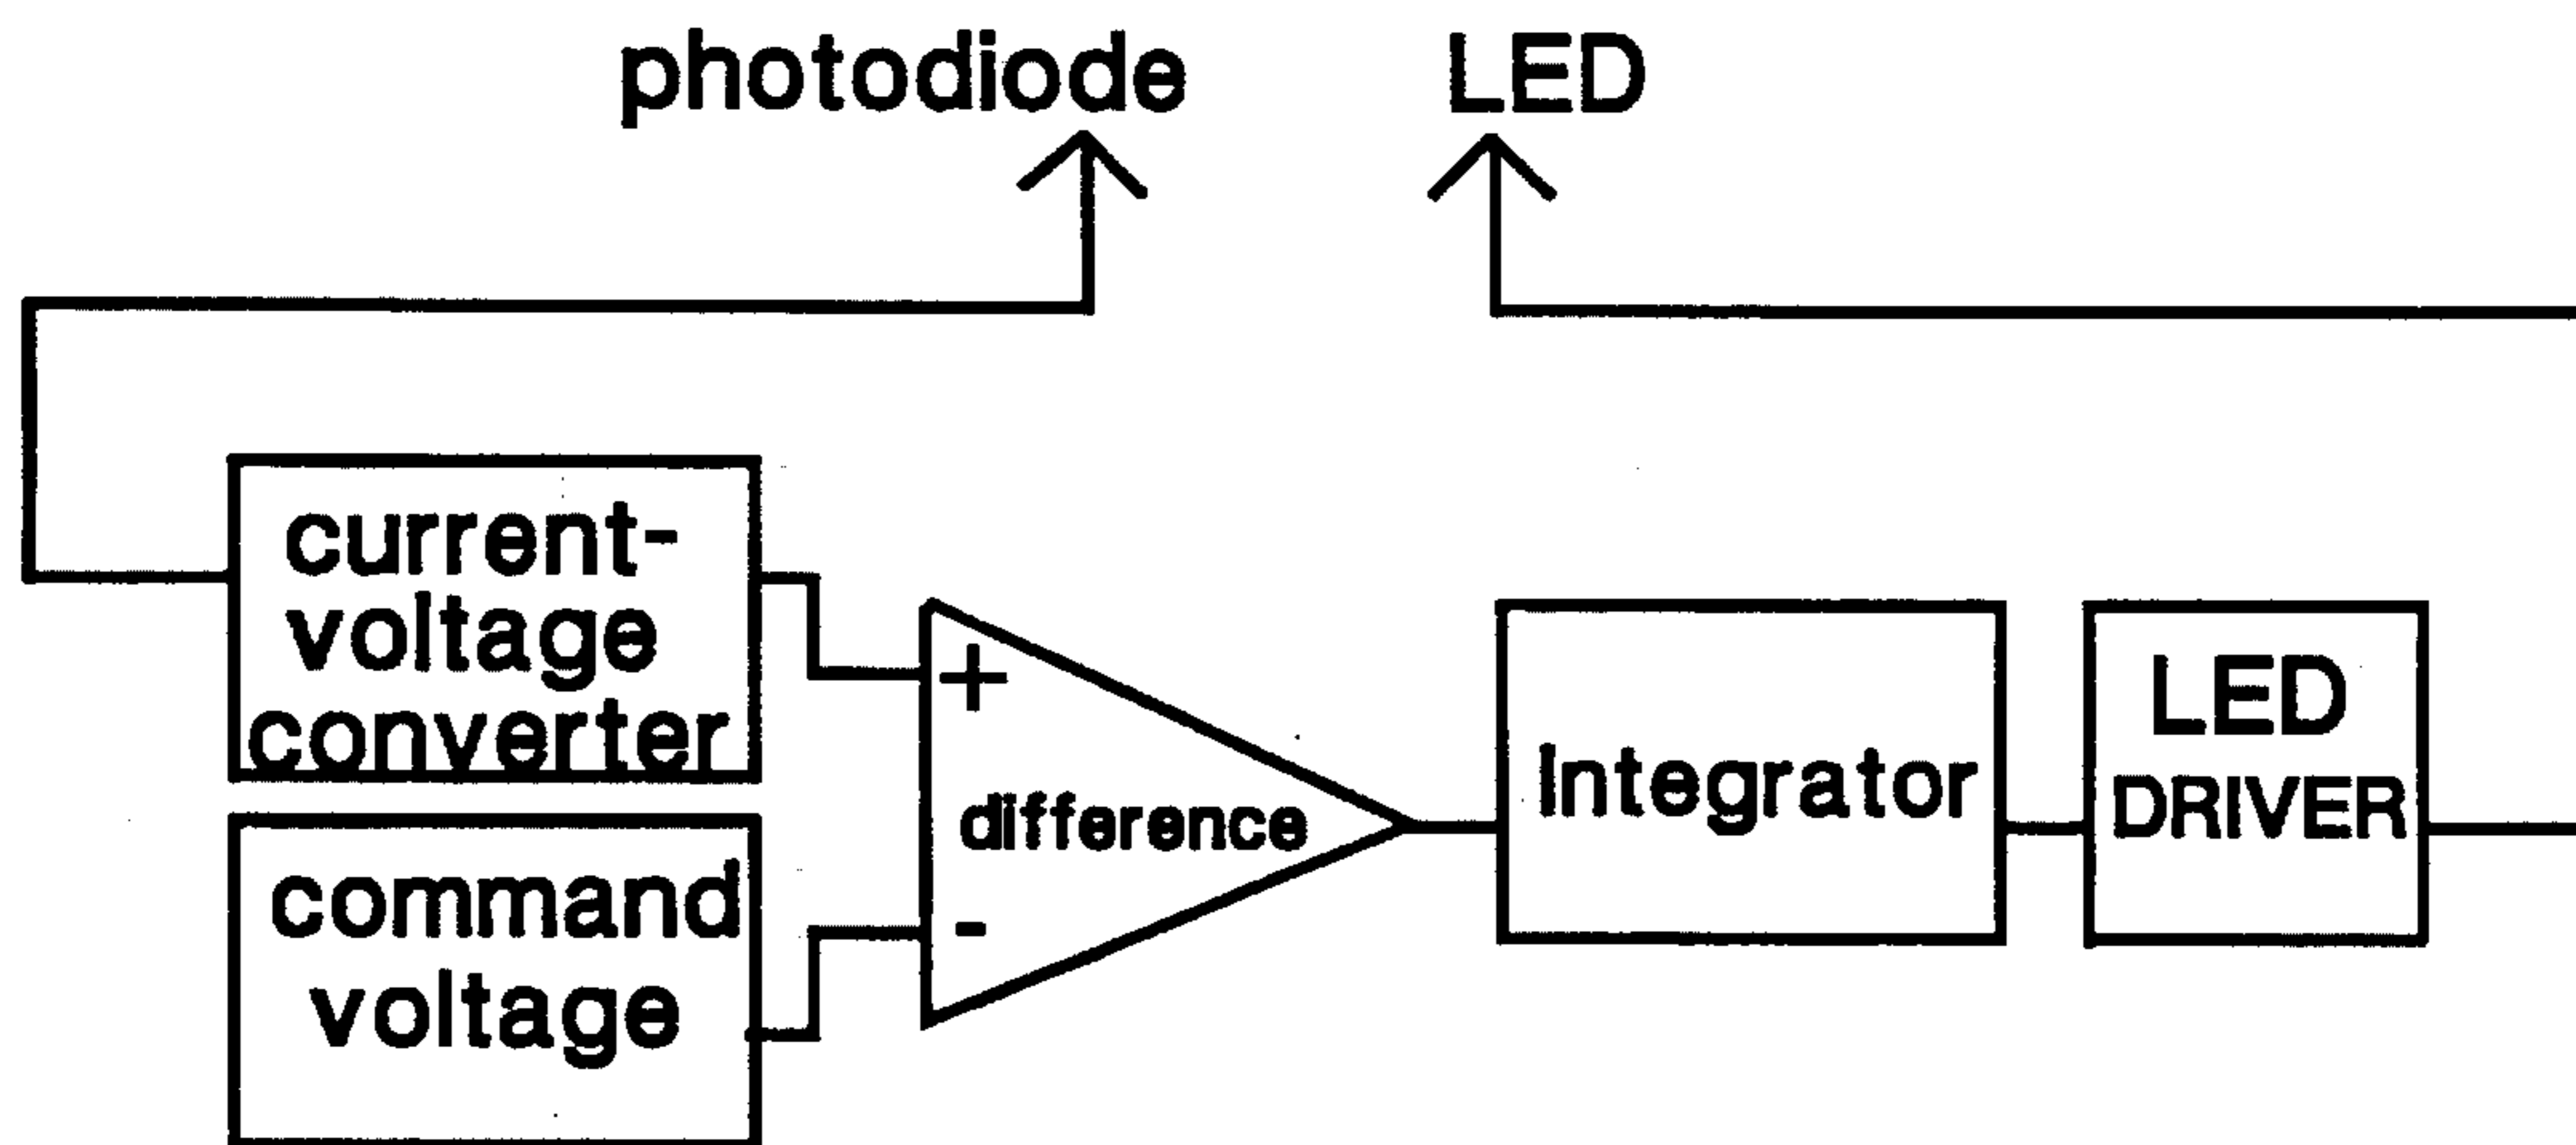 photodiode
LED
current-
voltage
converter
command
voltage
+
difference
-
Integrator
LED
DRIVER